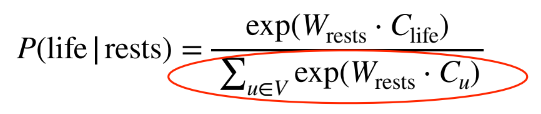 P(life|rests) = exp(W_rests · C_life) / ∑_{u∈V} exp(W_rests · C_u)